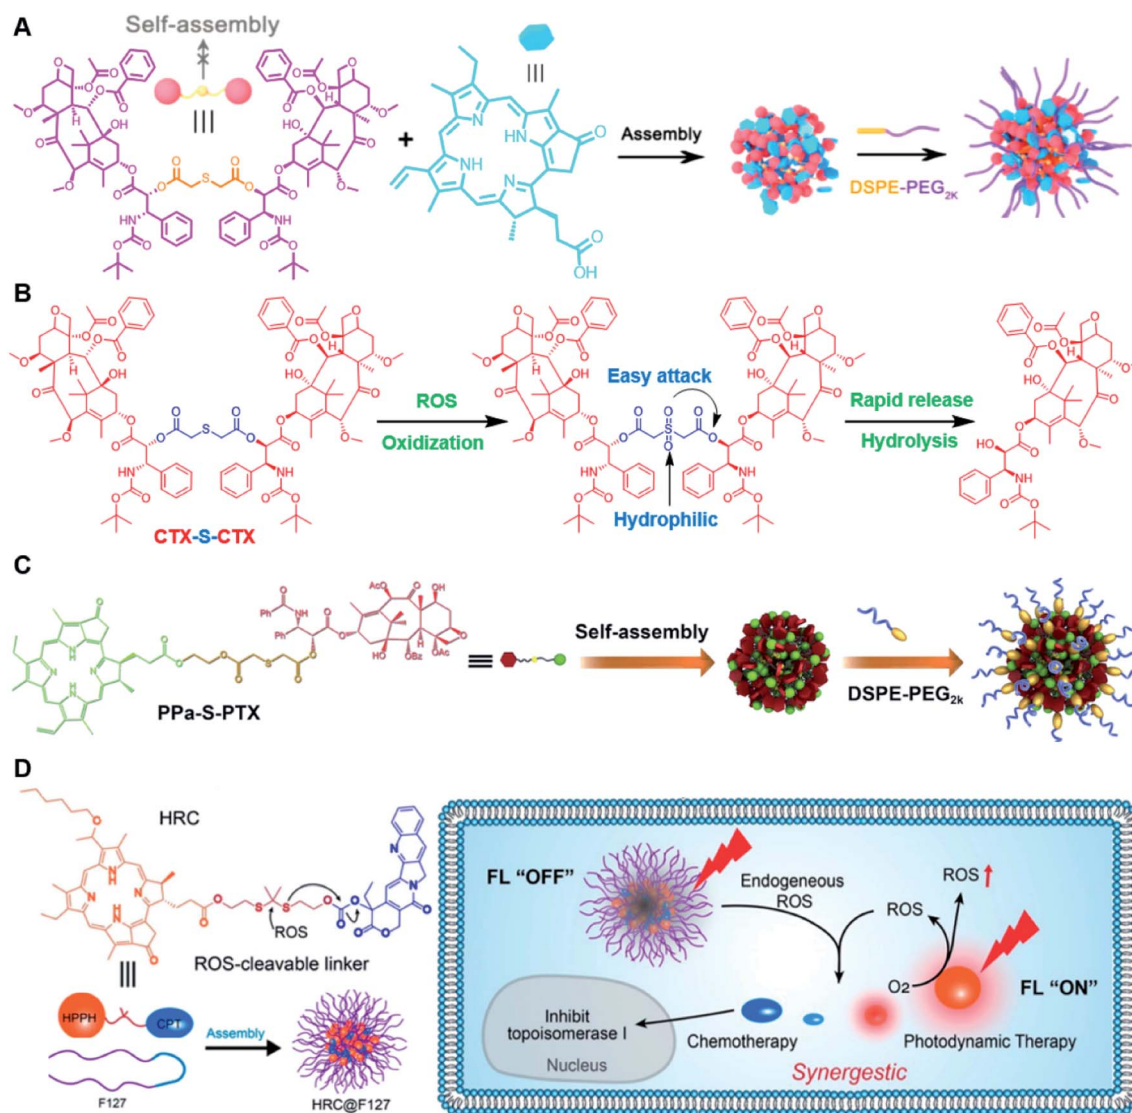 A
Self-assembly
+
Assembly
DSPE-PEG2K
B
ROS
Oxidization
CTX-S-CTX
Easy attack
Hydrophilic
Rapid release
Hydrolysis
C
PPa-S-PTX
Self-assembly
DSPE-PEG2k
D
HRC
ROS
ROS-cleavable linker
HPPH
CPT
F127
Assembly
HRC@F127
FL “OFF”
Endogeneous
ROS
ROS
ROS
O2
FL “ON”
Inhibit
topoisomerase I
Nucleus
Chemotherapy
Photodynamic Therapy
Synergestic